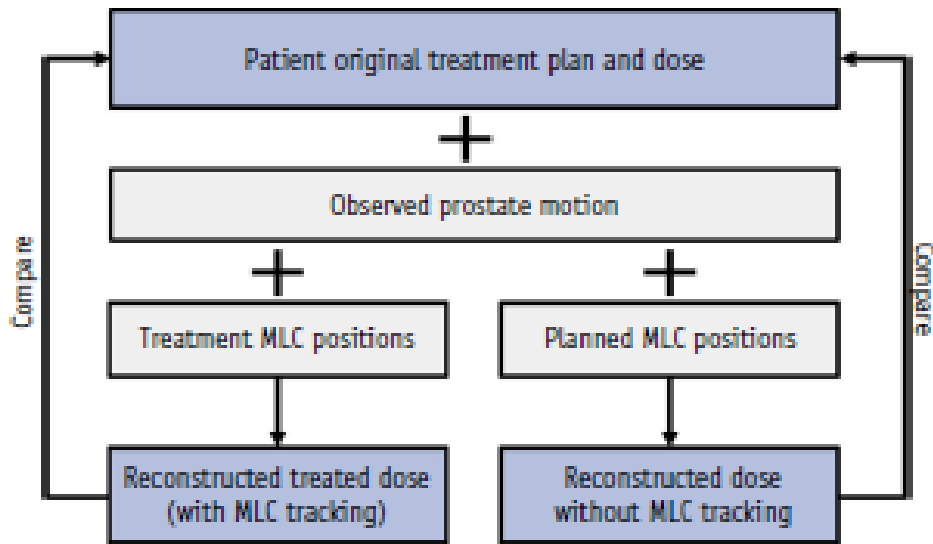 Patient original treatment plan and dose
Observed prostate motion
Compare
Compare
Treatment MLC positions
Planned MLC positions
Reconstructed treated dose
(with MLC tracking)
Reconstructed dose
without MLC tracking